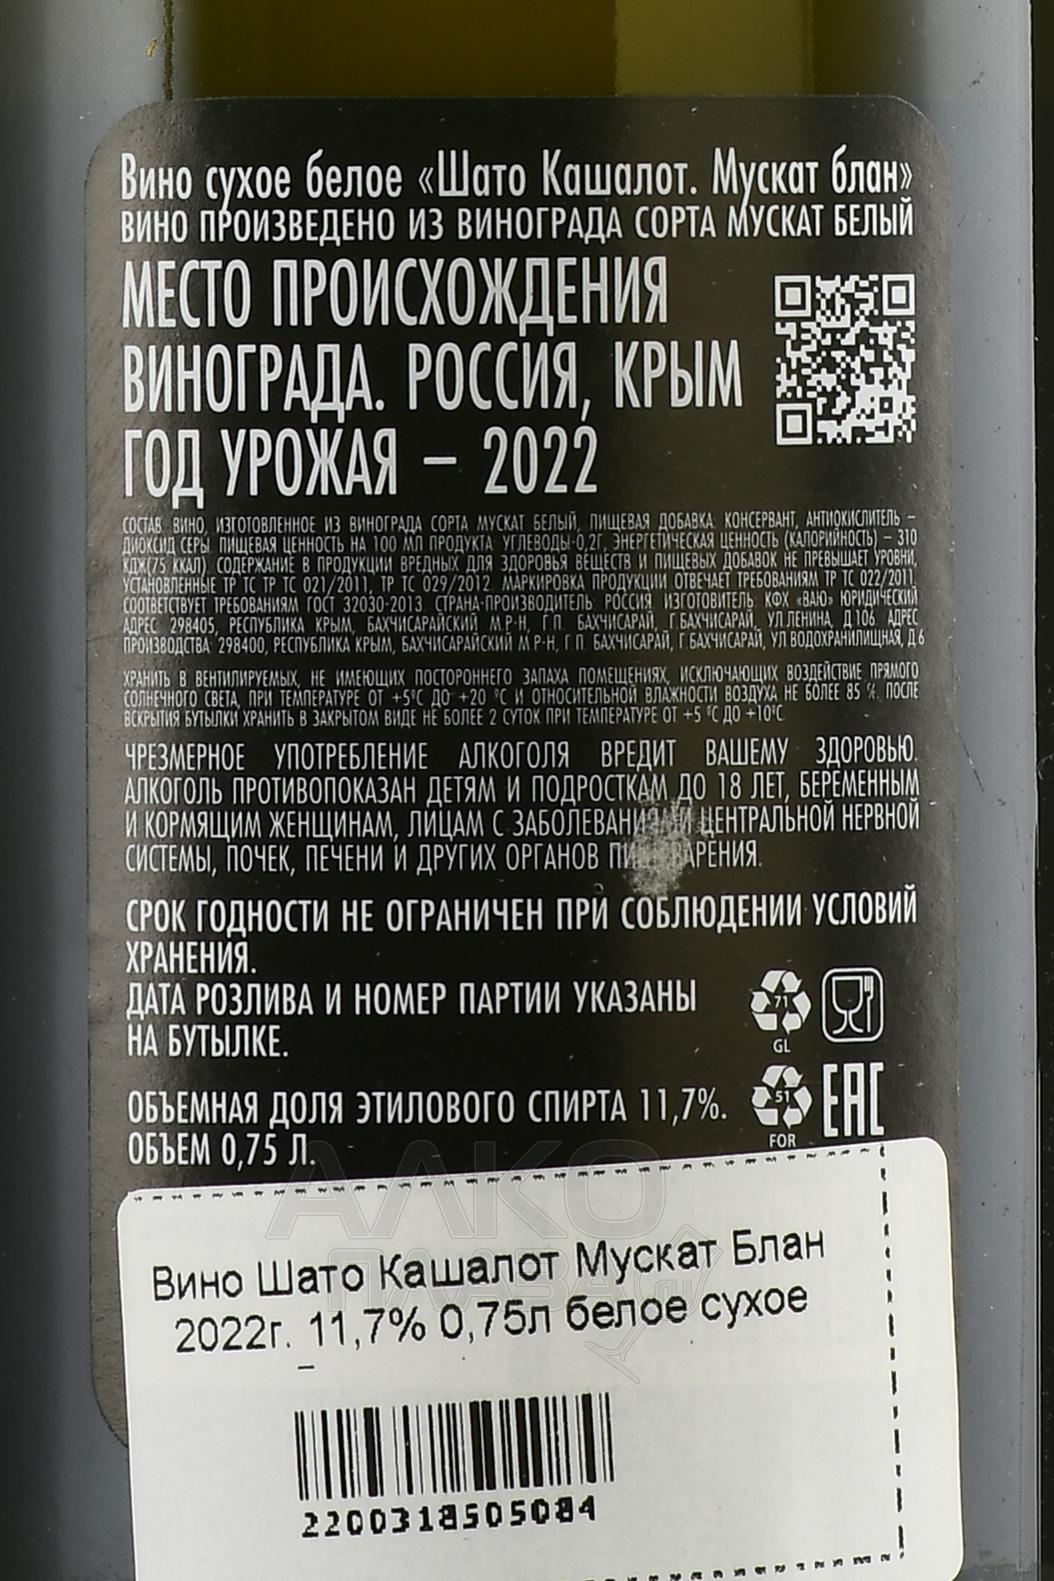 Вино сухое белое «Шато Кашалот. Мускат блан»
ВИНО ПРОИЗВЕДЕНО ИЗ ВИНОГРАДА СОРТА МУСКАТ БЕЛЫЙ
МЕСТО ПРОИСХОЖДЕНИЯ
ВИНОГРАДА. РОССИЯ, КРЫМ
ГОД УРОЖАЯ – 2022
СОСТАВ ВИНО, ИЗГОТОВЛЕННОЕ ИЗ ВИНОГРАДА СОРТА МУСКАТ БЕЛЫЙ, ПИЩЕВАЯ ДОБАВКА КОНСЕРВАНТ, АНТИОКИСЛИТЕЛЬ –
ДИОКСИД СЕРЫ. ПИЩЕВАЯ ЦЕННОСТЬ НА 100 МЛ ПРОДУКТА УГЛЕВОДЫ-0,2Г, ЭНЕРГЕТИЧЕСКАЯ ЦЕННОСТЬ (КАЛОРИЙНОСТЬ) – 310
КДЖ(75 ККАЛ). СОДЕРЖАНИЕ В ПРОДУКЦИИ ВРЕДНЫХ ДЛЯ ЗДОРОВЬЯ ВЕЩЕСТВ И ПИЩЕВЫХ ДОБАВОК НЕ ПРЕВЫШАЕТ УРОВНИ,
УСТАНОВЛЕННЫЕ ТР ТС ТР ТС 021/2011, ТР ТС 029/2012. МАРКИРОВКА ПРОДУКЦИИ ОТВЕЧАЕТ ТРЕБОВАНИЯМ ТР ТС 022/2011,
СООТВЕТСТВУЕТ ТРЕБОВАНИЯМ ГОСТ 32030-2013. СТРАНА-ПРОИЗВОДИТЕЛЬ РОССИЯ. ИЗГОТОВИТЕЛЬ КФХ «ВАЮ» ЮРИДИЧЕСКИЙ
АДРЕС 298405, РЕСПУБЛИКА КРЫМ, БАХЧИСАРАЙСКИЙ М.Р-Н, Г.П. БАХЧИСАРАЙ, Г.БАХЧИСАРАЙ, УЛ.ЛЕНИНА, Д.106. АДРЕС
ПРОИЗВОДСТВА 298400, РЕСПУБЛИКА КРЫМ, БАХЧИСАРАЙСКИЙ М.Р-Н, Г.П. БАХЧИСАРАЙ, Г.БАХЧИСАРАЙ, УЛ.ВОДОХРАНИЛИЩНАЯ, Д.6
ХРАНИТЬ В ВЕНТИЛИРУЕМЫХ, НЕ ИМЕЮЩИХ ПОСТОРОННЕГО ЗАПАХА ПОМЕЩЕНИЯХ, ИСКЛЮЧАЮЩИХ ВОЗДЕЙСТВИЕ ПРЯМОГО
СОЛНЕЧНОГО СВЕТА, ПРИ ТЕМПЕРАТУРЕ ОТ +5°С ДО +20 °С И ОТНОСИТЕЛЬНОЙ ВЛАЖНОСТИ ВОЗДУХА НЕ БОЛЕЕ 85 %. ПОСЛЕ
ВСКРЫТИЯ БУТЫЛКИ ХРАНИТЬ В ЗАКРЫТОМ ВИДЕ НЕ БОЛЕЕ 2 СУТОК ПРИ ТЕМПЕРАТУРЕ ОТ +5 °С ДО +10°С
ЧРЕЗМЕРНОЕ УПОТРЕБЛЕНИЕ АЛКОГОЛЯ ВРЕДИТ ВАШЕМУ ЗДОРОВЬЮ.
АЛКОГОЛЬ ПРОТИВОПОКАЗАН ДЕТЯМ И ПОДРОСТКАМ ДО 18 ЛЕТ, БЕРЕМЕННЫМ
И КОРМЯЩИМ ЖЕНЩИНАМ, ЛИЦАМ С ЗАБОЛЕВАНИЯМИ ЦЕНТРАЛЬНОЙ НЕРВНОЙ
СИСТЕМЫ, ПОЧЕК, ПЕЧЕНИ И ДРУГИХ ОРГАНОВ ПИЩЕВАРЕНИЯ.
СРОК ГОДНОСТИ НЕ ОГРАНИЧЕН ПРИ СОБЛЮДЕНИИ УСЛОВИЙ
ХРАНЕНИЯ.
ДАТА РОЗЛИВА И НОМЕР ПАРТИИ УКАЗАНЫ
НА БУТЫЛКЕ.
71
GL
ОБЪЕМНАЯ ДОЛЯ ЭТИЛОВОГО СПИРТА 11,7%.
ОБЪЕМ 0,75 Л.
51
FOR
EAC
АЛКО
ПЛАЗА.ru
Вино Шато Кашалот Мускат Блан
2022г. 11,7% 0,75л белое сухое
2200318505084